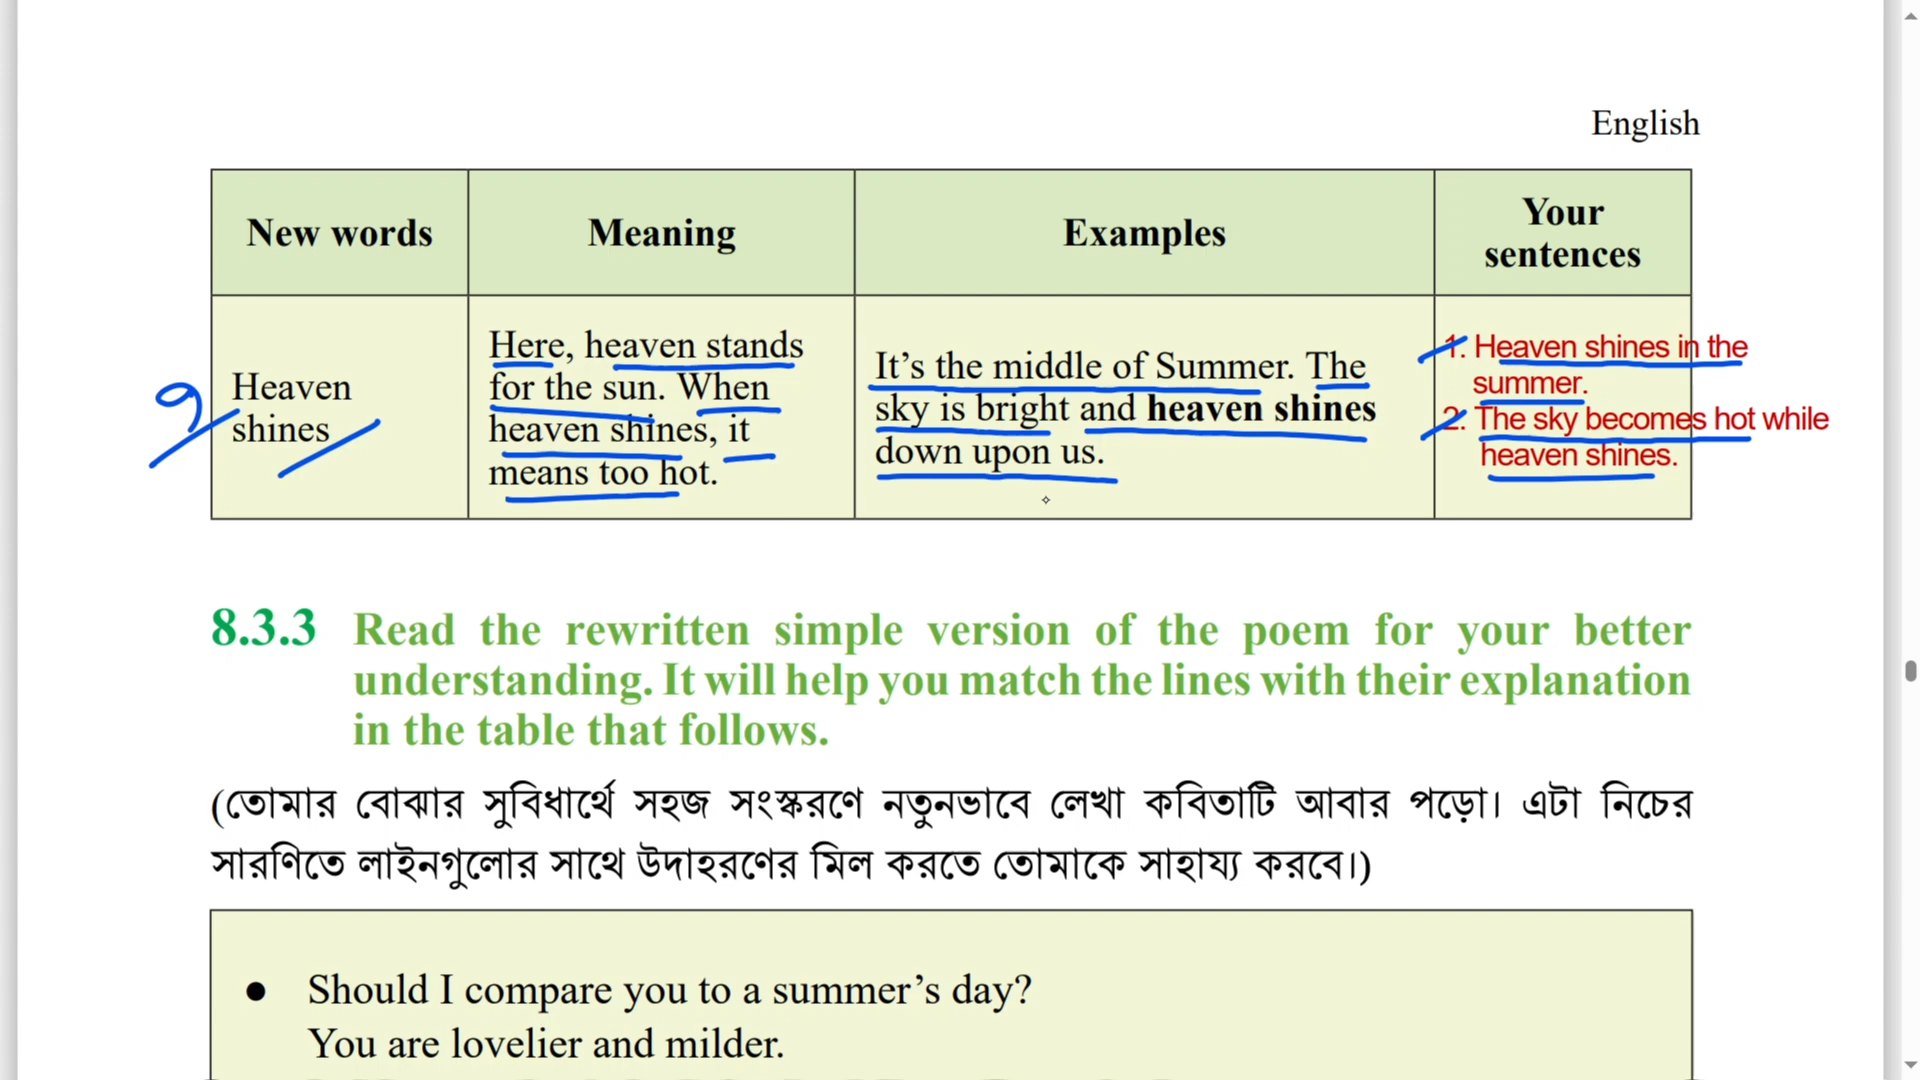 English
New words
Meaning
Examples
Your
sentences
৭
Heaven
shines
Here, heaven stands
for the sun. When
heaven shines, it
means too hot.
It’s the middle of Summer. The
sky is bright and heaven shines
down upon us.
1. Heaven shines in the
summer.
2. The sky becomes hot while
heaven shines.
8.3.3 Read the rewritten simple version of the poem for your better
understanding. It will help you match the lines with their explanation
in the table that follows.
(তোমার বোঝার সুবিধার্থে সহজ সংস্করণে নতুনভাবে লেখা কবিতাটি আবার পড়ো। এটা নিচের
সারণিতে লাইনগুলোর সাথে উদাহরণের মিল করতে তোমাকে সাহায্য করবে।)
● Should I compare you to a summer’s day?
You are lovelier and milder.